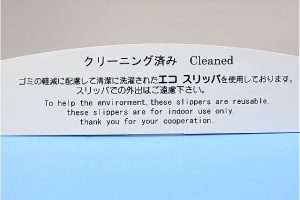 クリーニング済み Cleaned
ゴミの軽減に配慮して清潔に洗濯されたエコ スリッパを使用しております。
スリッパでの外出はご遠慮下さい。
To help the environment, these slippers are reusable.
these slippers are for indoor use only.
thank you for your cooperation.